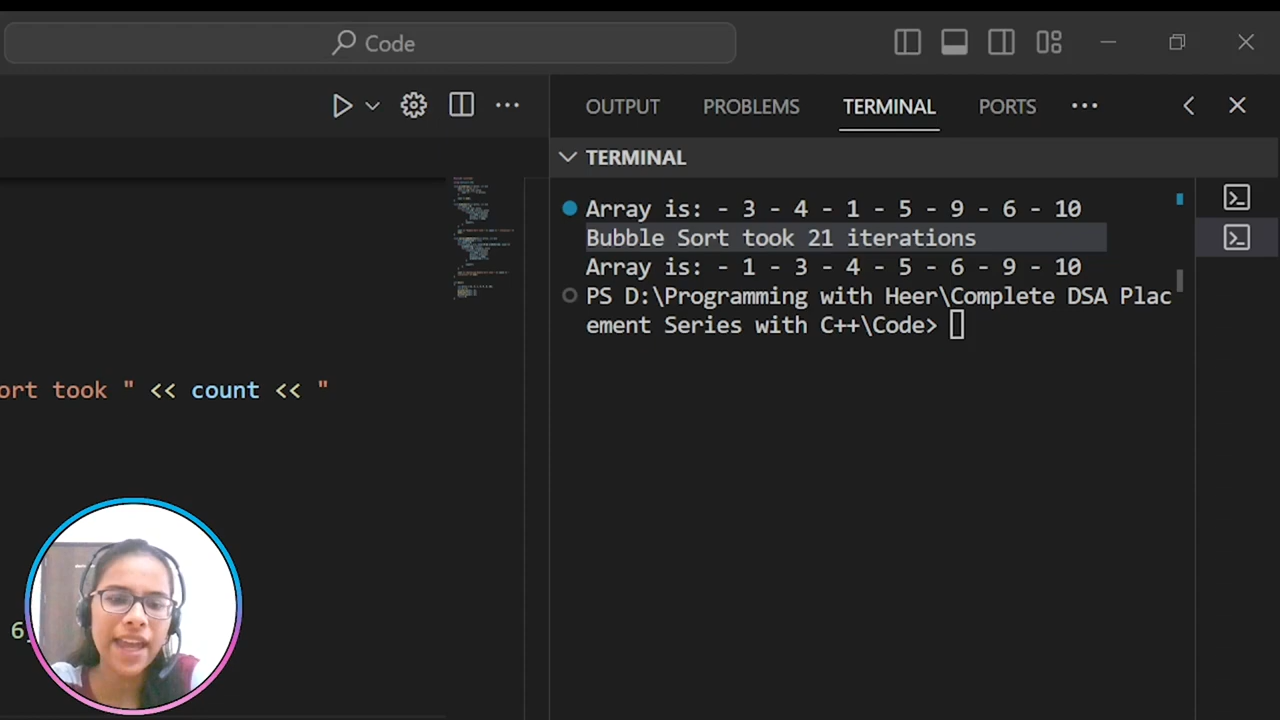 Code
OUTPUT PROBLEMS TERMINAL PORTS
TERMINAL
Array is: - 3 - 4 - 1 - 5 - 9 - 6 - 10
Bubble Sort took 21 iterations
Array is: - 1 - 3 - 4 - 5 - 6 - 9 - 10
PS D:\Programming with Heer\Complete DSA Plac
ement Series with C++\Code>
ort took " << count << "
6